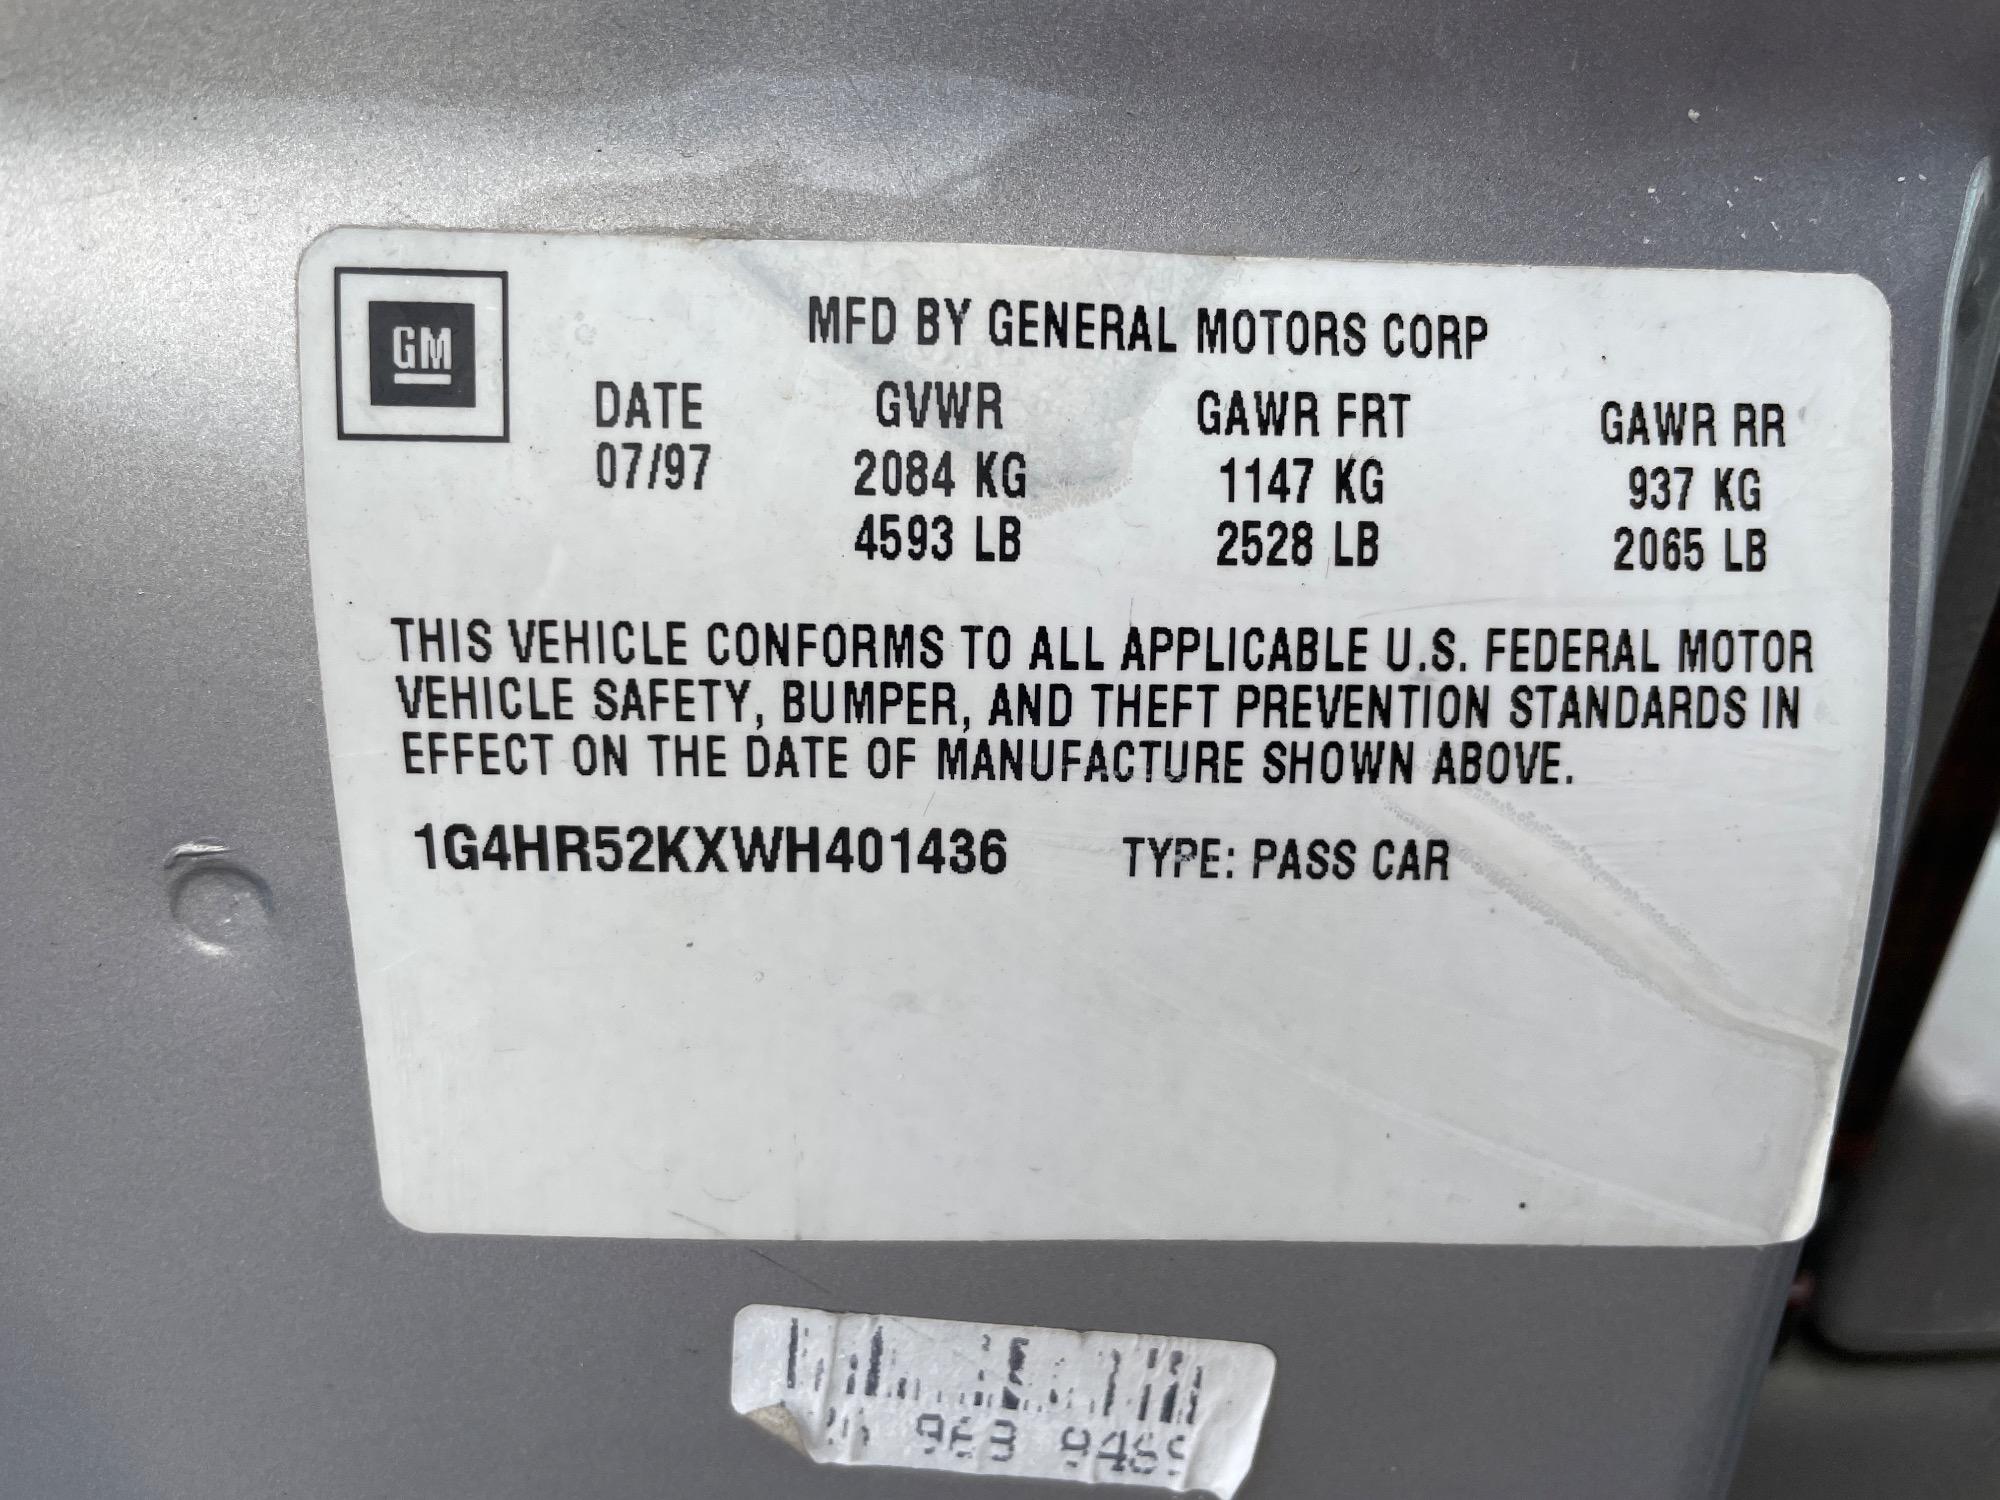 GM
MFD BY GENERAL MOTORS CORP
DATE GVWR GAWR FRT GAWR RR
07/97 2084 KG 1147 KG 937 KG
4593 LB 2528 LB 2065 LB
THIS VEHICLE CONFORMS TO ALL APPLICABLE U.S. FEDERAL MOTOR
VEHICLE SAFETY, BUMPER, AND THEFT PREVENTION STANDARDS IN
EFFECT ON THE DATE OF MANUFACTURE SHOWN ABOVE.
1G4HR52KXWH401436 TYPE: PASS CAR